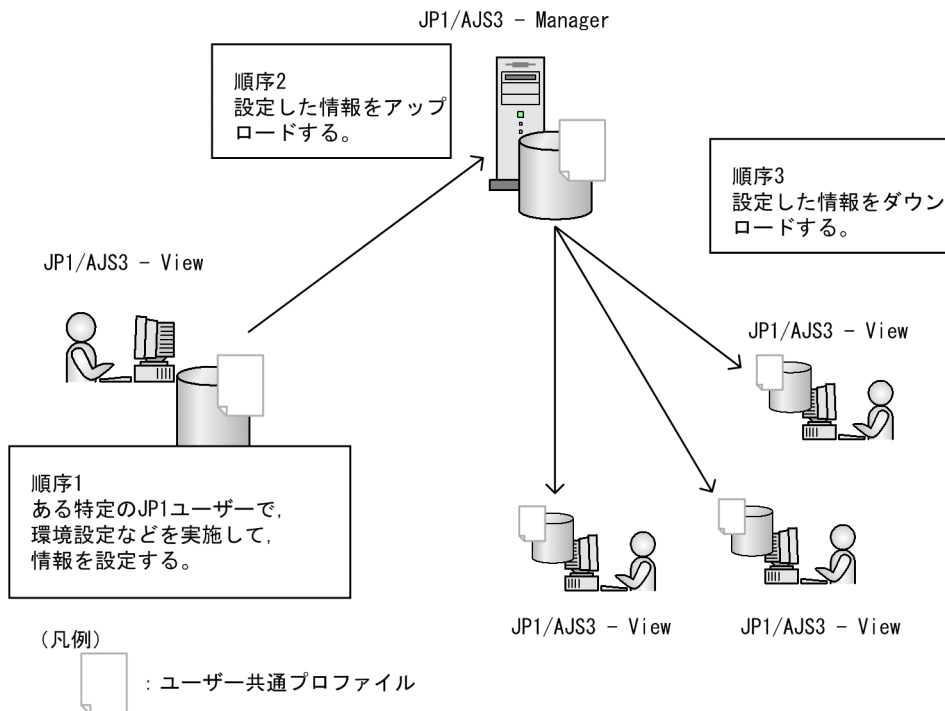 JP1/AJS3 - Manager
順序2
設定した情報をアップ
ロードする。
順序3
設定した情報をダウン
ロードする。
JP1/AJS3 - View
JP1/AJS3 - View
順序1
ある特定のJP1ユーザーで,
環境設定などを実施して,
情報を設定する。
JP1/AJS3 - View
JP1/AJS3 - View
(凡例)
:ユーザー共通プロファイル